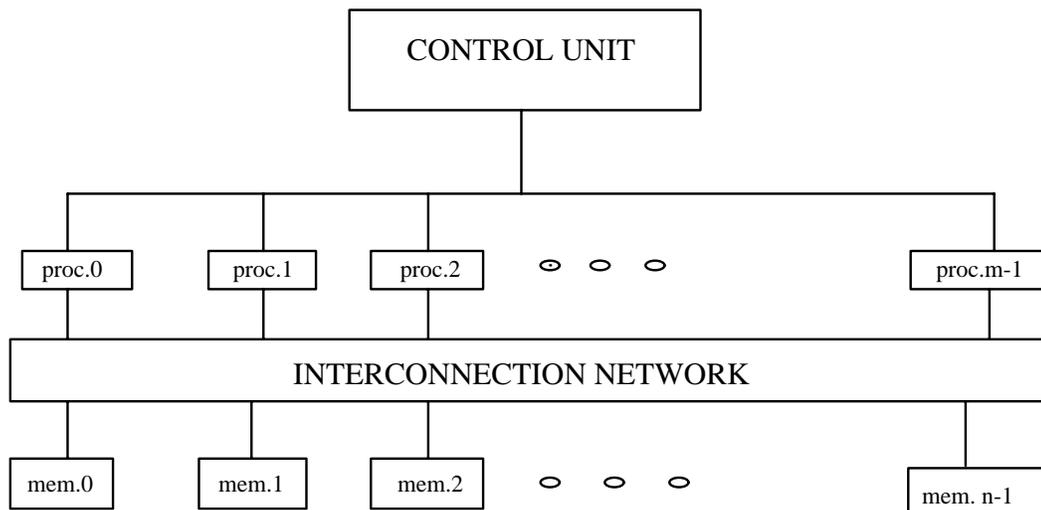 CONTROL UNIT
proc.0 proc.1 proc.2 proc.m-1
INTERCONNECTION NETWORK
mem.0 mem.1 mem.2 mem. n-1